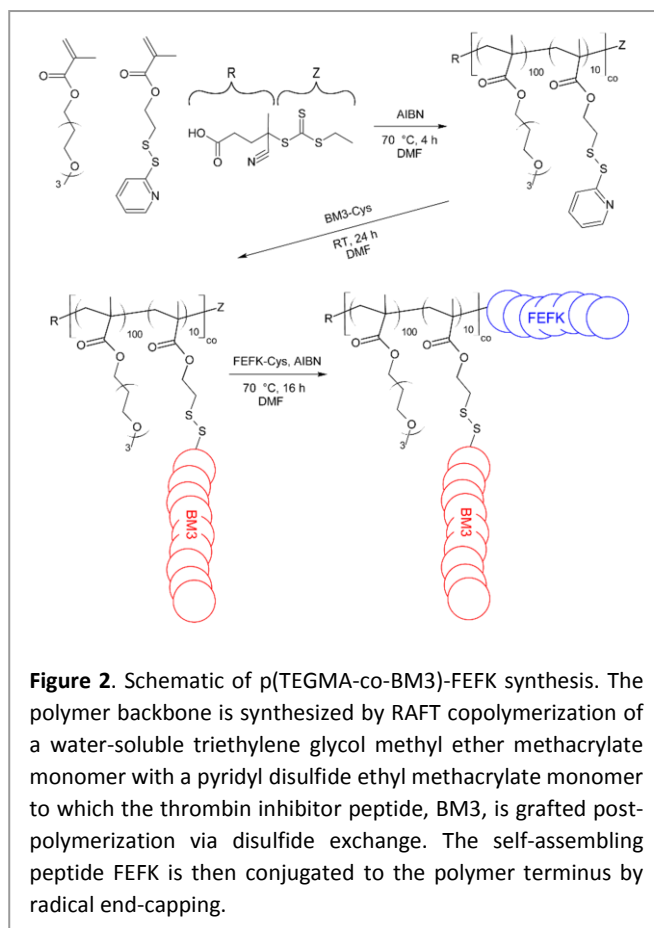 R
Z
O
O
O
3
O
O
S
S
N
HO
O
N
S
S
S
AIBN
70 °C, 4 h
DMF
R
Z
100
10
co
O
O
O
3
O
O
S
S
N
BM3-Cys
RT, 24 h
DMF
R
Z
100
10
co
O
O
O
3
O
O
S
S
BM3
FEFK-Cys, AIBN
70 °C, 16 h
DMF
R
100
10
co
FEFK
O
O
O
3
O
O
S
S
BM3
Figure 2. Schematic of p(TEGMA-co-BM3)-FEFK synthesis. The
polymer backbone is synthesized by RAFT copolymerization of
a water-soluble triethylene glycol methyl ether methacrylate
monomer with a pyridyl disulfide ethyl methacrylate monomer
to which the thrombin inhibitor peptide, BM3, is grafted post-
polymerization via disulfide exchange. The self-assembling
peptide FEFK is then conjugated to the polymer terminus by
radical end-capping.